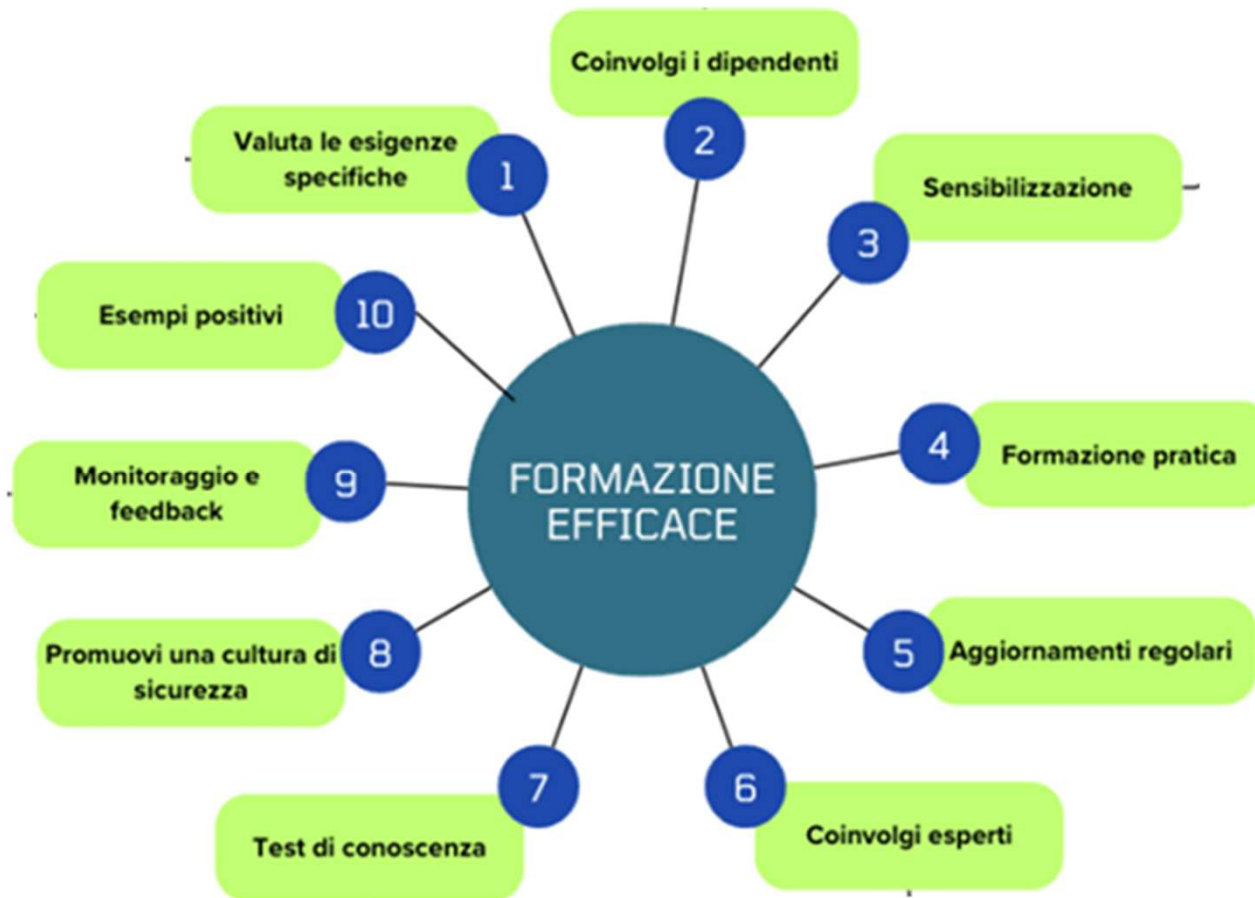 FORMAZIONE
EFFICACE
1
Valuta le esigenze
specifiche
2
Coinvolgi i dipendenti
3
Sensibilizzazione
4
Formazione pratica
5
Aggiornamenti regolari
6
Coinvolgi esperti
7
Test di conoscenza
8
Promuovi una cultura di
sicurezza
9
Monitoraggio e
feedback
10
Esempi positivi